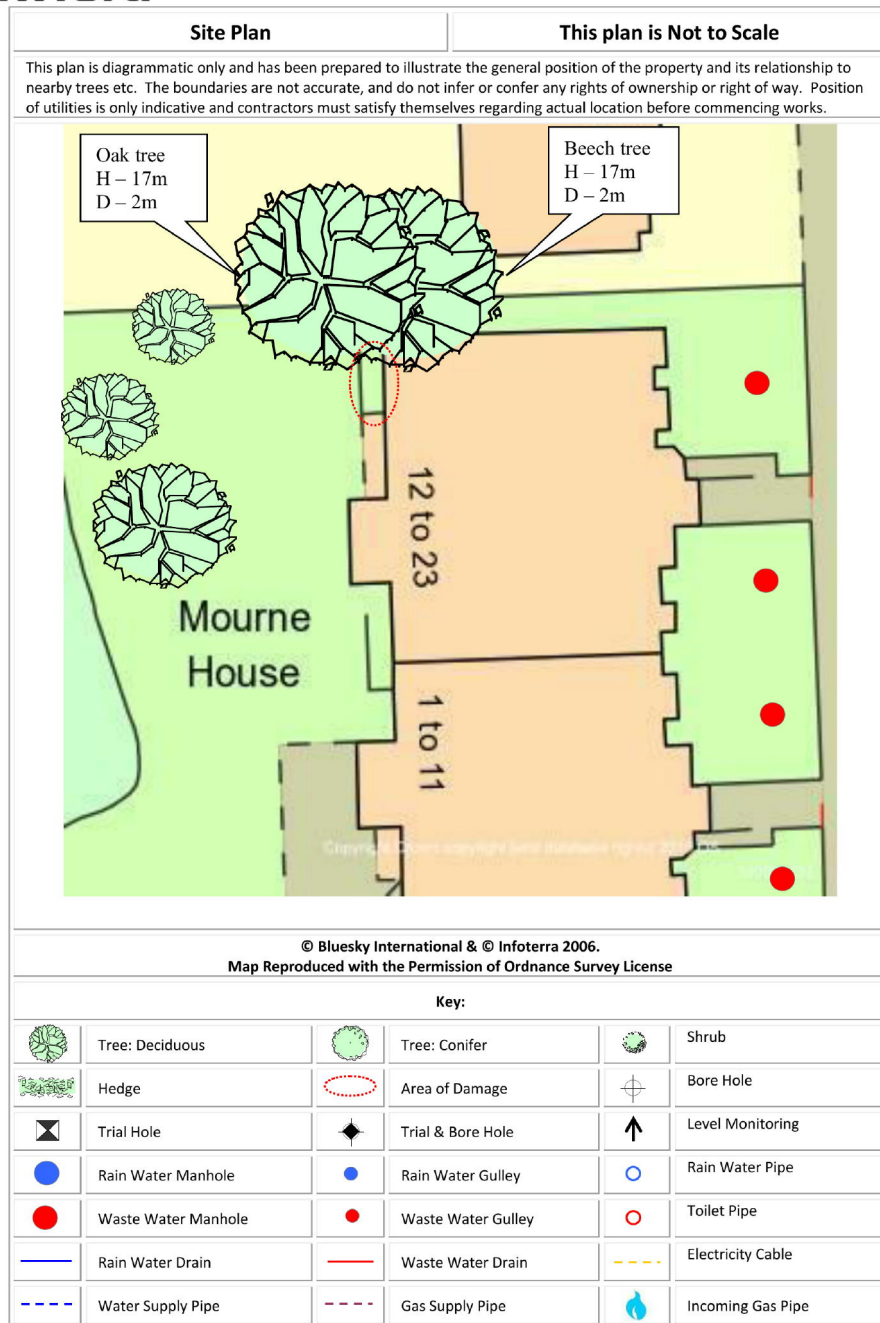 Site Plan
This plan is Not to Scale
This plan is diagrammatic only and has been prepared to illustrate the general position of the property and its relationship to
nearby trees etc. The boundaries are not accurate, and do not infer or confer any rights of ownership or right of way. Position
of utilities is only indicative and contractors must satisfy themselves regarding actual location before commencing works.
Oak tree
H – 17m
D – 2m
Beech tree
H – 17m
D – 2m
12 to 23
Mourne
House
1 to 11
© Bluesky International & © Infoterra 2006.
Map Reproduced with the Permission of Ordnance Survey License
Key:
Tree: Deciduous
Tree: Conifer
Shrub
Hedge
Area of Damage
Bore Hole
Trial Hole
Trial & Bore Hole
Level Monitoring
Rain Water Manhole
Rain Water Gulley
Rain Water Pipe
Waste Water Manhole
Waste Water Gulley
Toilet Pipe
Rain Water Drain
Waste Water Drain
Electricity Cable
Water Supply Pipe
Gas Supply Pipe
Incoming Gas Pipe